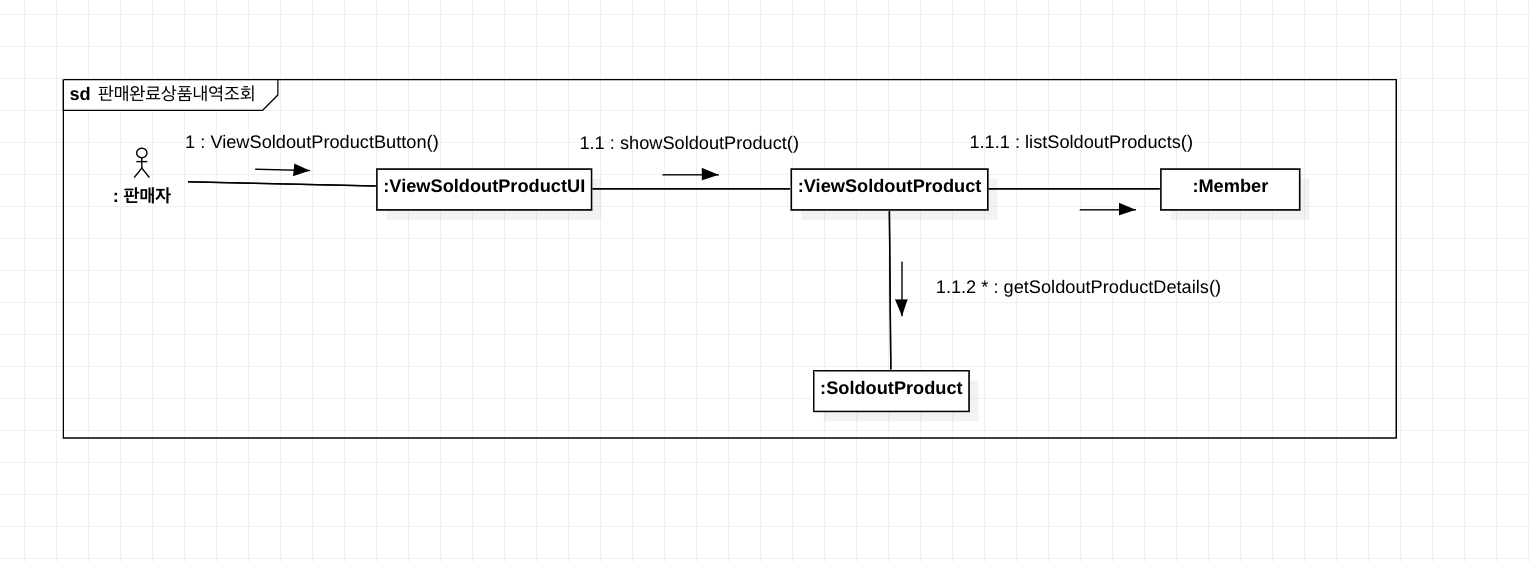 sd 판매완료상품내역조회
1 : ViewSoldoutProductButton()
1.1 : showSoldoutProduct()
1.1.1 : listSoldoutProducts()
: 판매자
:ViewSoldoutProductUI
:ViewSoldoutProduct
:Member
1.1.2 * : getSoldoutProductDetails()
:SoldoutProduct